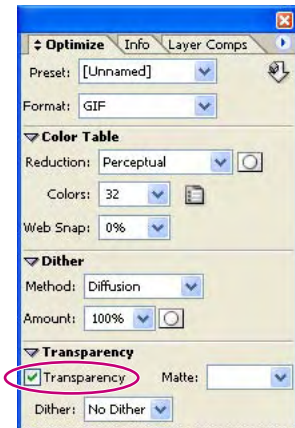 Optimize Info Layer Comps
Preset: [Unnamed]
Format: GIF
Color Table
Reduction: Perceptual
Colors: 32
Web Snap: 0%
Dither
Method: Diffusion
Amount: 100%
Transparency
Transparency Matte:
Dither: No Dither